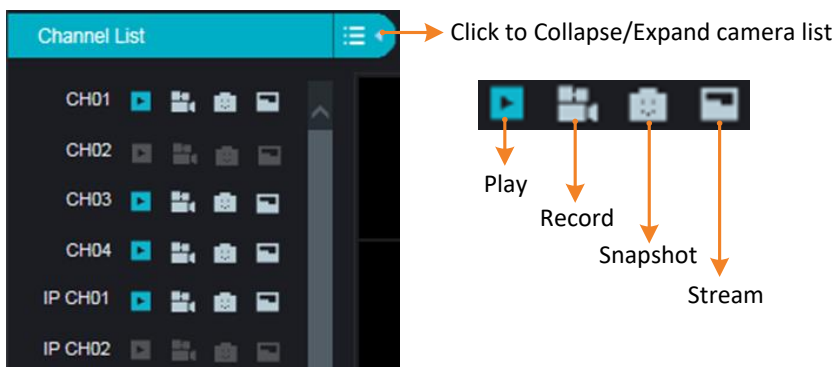 Channel List
Click to Collapse/Expand camera list
CH01
CH02
CH03
CH04
IP CH01
IP CH02
Play
Record
Snapshot
Stream